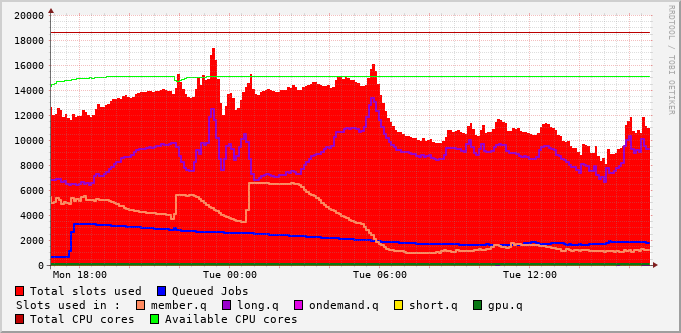 20000
18000
16000
14000
12000
10000
8000
6000
4000
2000
0
Mon 18:00 Tue 00:00 Tue 06:00 Tue 12:00
RRDTOOL / TOBI OETIKER
Total slots used Queued Jobs
Slots used in : member.q long.q ondemand.q short.q gpu.q
Total CPU cores Available CPU cores